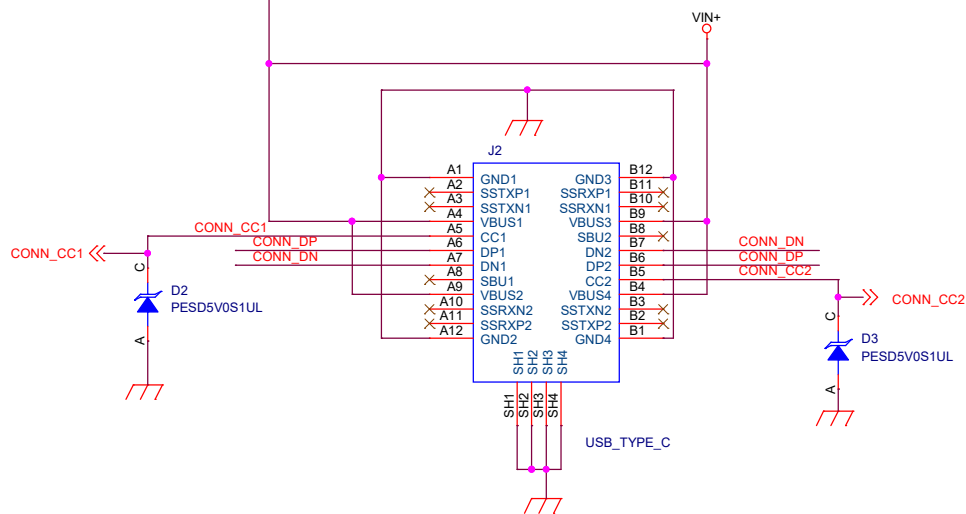 VIN+
J2
A1 GND1 GND3 B12
A2 SSTXP1 SSRXP1 B11
A3 SSTXN1 SSRXN1 B10
A4 VBUS1 VBUS3 B9
CONN_CC1 A5 CC1 SBU2 B8
CONN_DP A6 DP1 DN2 B7 CONN_DN
CONN_DN A7 DN1 DP2 B6 CONN_DP
A8 SBU1 CC2 B5 CONN_CC2
A9 VBUS2 VBUS4 B4
A10 SSRXN2 SSTXN2 B3
A11 SSRXP2 SSTXP2 B2
A12 GND2 GND4 B1
CONN_CC1
C
D2
PESD5V0S1UL
A
CONN_CC2
C
D3
PESD5V0S1UL
A
SH1 SH2 SH3 SH4
SH1 SH2 SH3 SH4
USB_TYPE_C